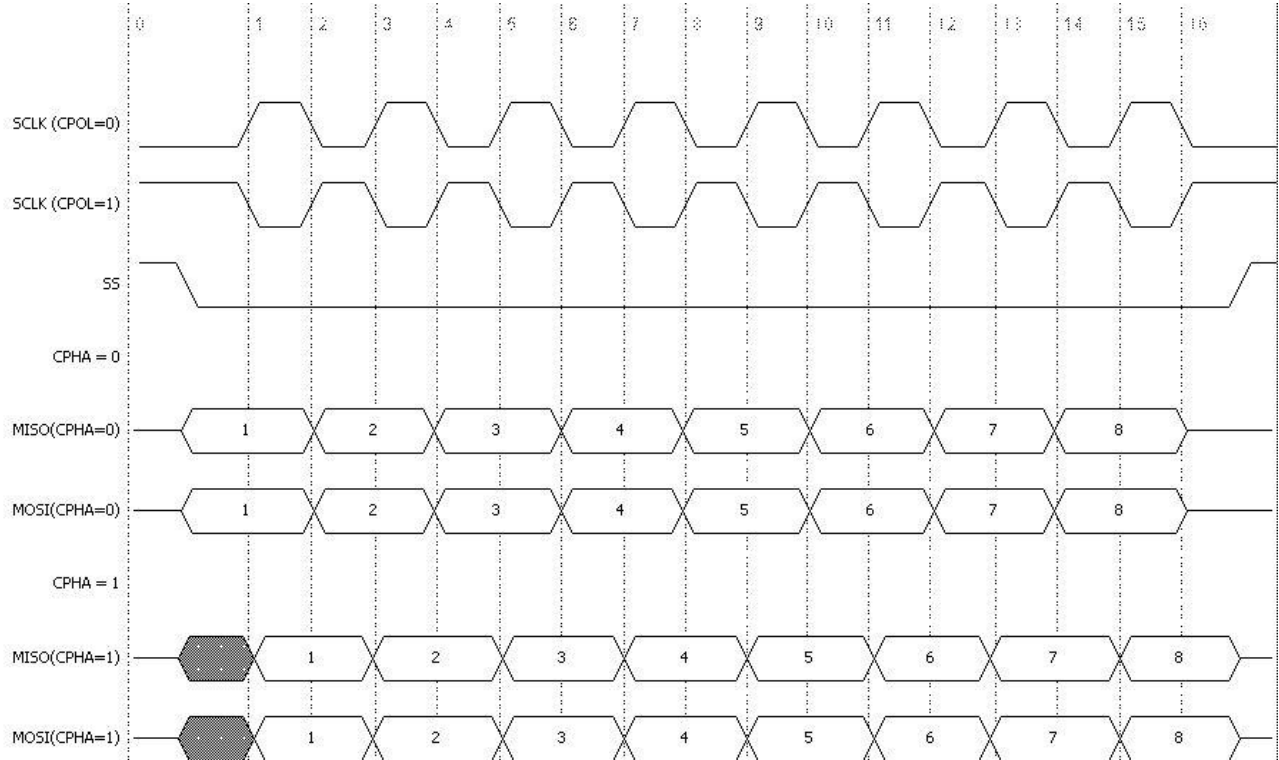 0 1 2 3 4 5 6 7 8 9 10 11 12 13 14 15 16
SCLK (CPOL=0)
SCLK (CPOL=1)
SS
CPHA = 0
MISO(CPHA=0) 1 2 3 4 5 6 7 8
MOSI(CPHA=0) 1 2 3 4 5 6 7 8
CPHA = 1
MISO(CPHA=1) 1 2 3 4 5 6 7 8
MOSI(CPHA=1) 1 2 3 4 5 6 7 8